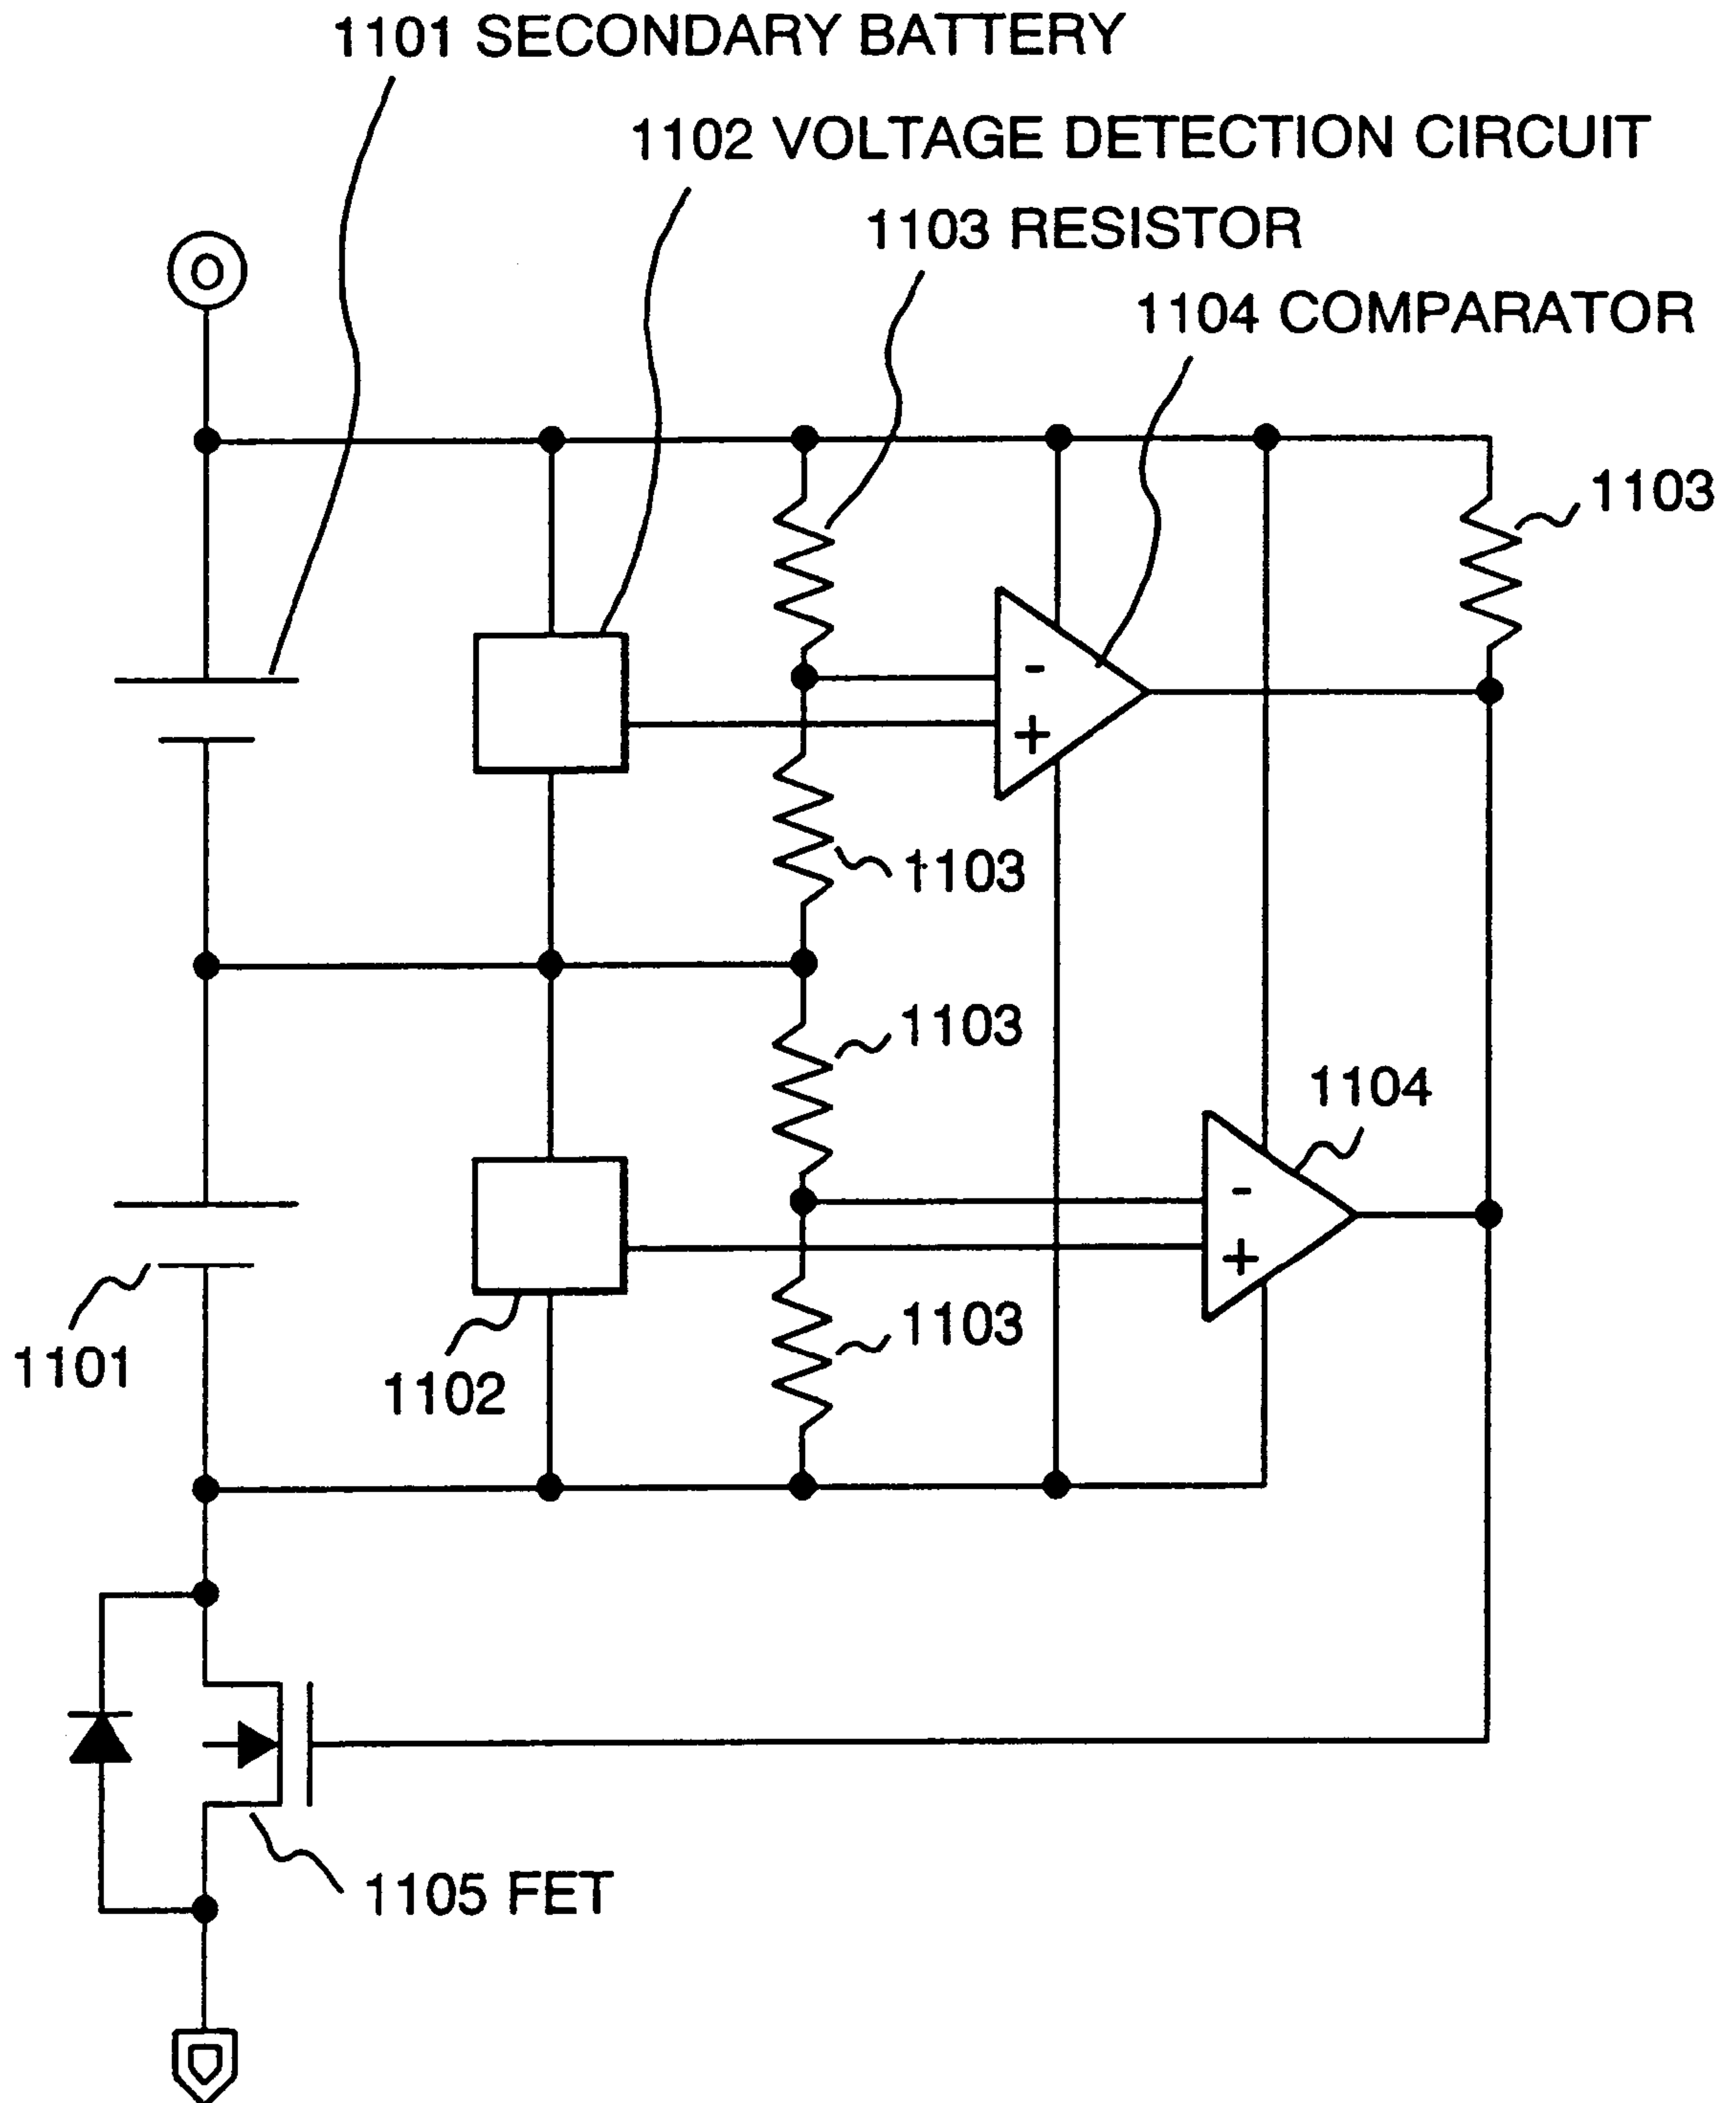 1101 SECONDARY BATTERY
1102 VOLTAGE DETECTION CIRCUIT
1103 RESISTOR
1104 COMPARATOR
1103
-
+
1103
1103
1104
-
+
1103
1101
1102
1105 FET